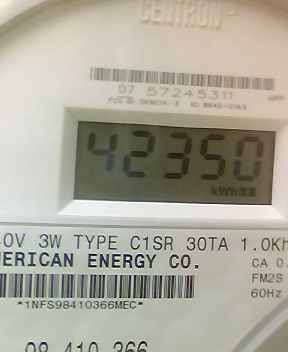 CENTRON®
07 57245311
42350
kWh
0V 3W TYPE C1SR 30TA 1.0Kh
MERICAN ENERGY CO.
CA 0.
FM2S
60Hz
*1NFS98410366MEC*
98 410 366